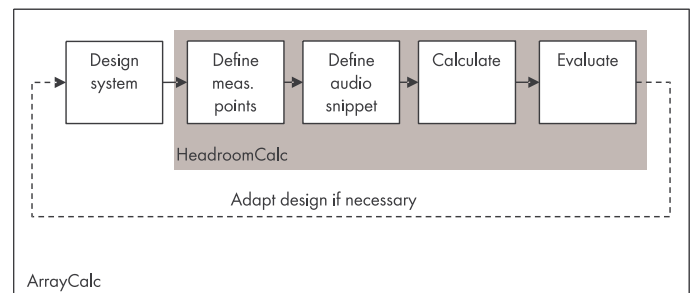 Design
system
Define
meas.
points
Define
audio
snippet
Calculate
Evaluate
HeadroomCalc
Adapt design if necessary
ArrayCalc